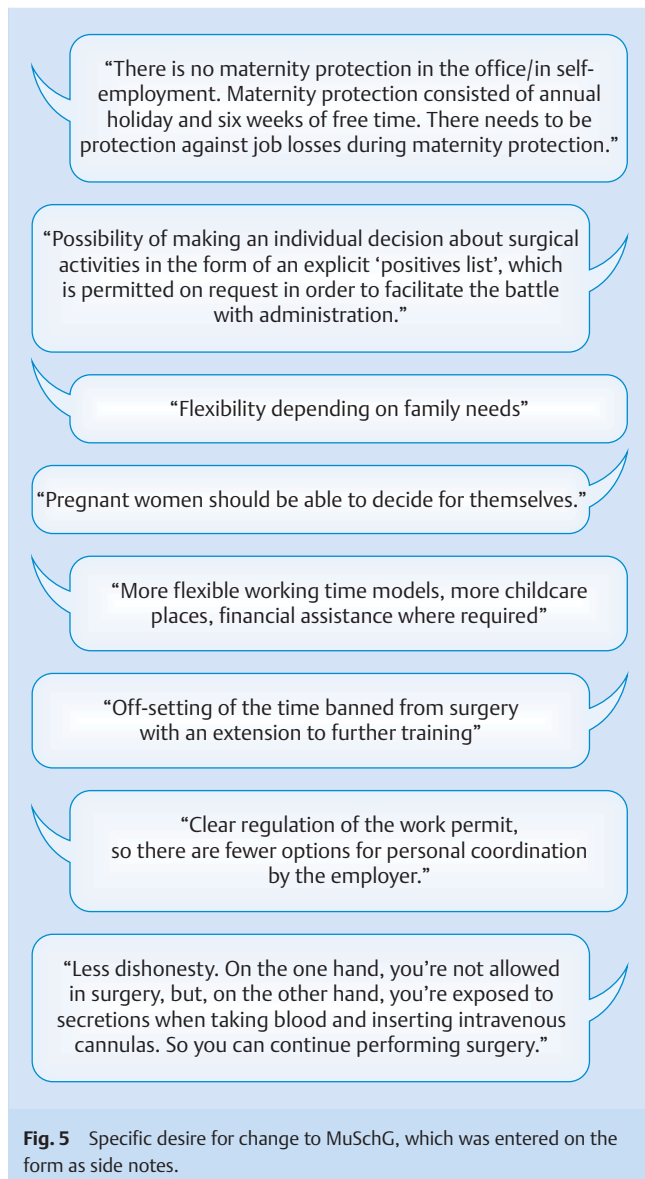 “There is no maternity protection in the office/in self-
employment. Maternity protection consisted of annual
holiday and six weeks of free time. There needs to be
protection against job losses during maternity protection.”
“Possibility of making an individual decision about surgical
activities in the form of an explicit ‘positives list’, which
is permitted on request in order to facilitate the battle
with administration.”
“Flexibility depending on family needs”
“Pregnant women should be able to decide for themselves.”
“More flexible working time models, more childcare
places, financial assistance where required”
“Off-setting of the time banned from surgery
with an extension to further training”
“Clear regulation of the work permit,
so there are fewer options for personal coordination
by the employer.”
“Less dishonesty. On the one hand, you’re not allowed
in surgery, but, on the other hand, you’re exposed to
secretions when taking blood and inserting intravenous
cannulas. So you can continue performing surgery.”
Fig. 5 Specific desire for change to MuSchG, which was entered on the
form as side notes.